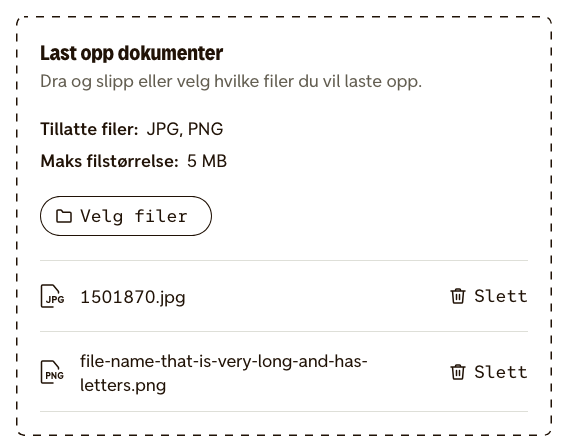 Last opp dokumenter
Dra og slipp eller velg hvilke filer du vil laste opp.
Tillatte filer: JPG, PNG
Maks filstørrelse: 5 MB
Velg filer
JPG 1501870.jpg Slett
PNG file-name-that-is-very-long-and-has-
letters.png Slett